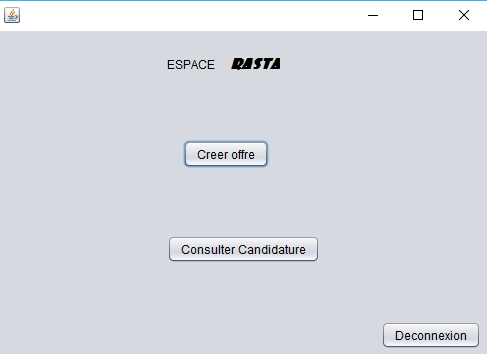 ESPACE RASTA
Creer offre
Consulter Candidature
Deconnexion